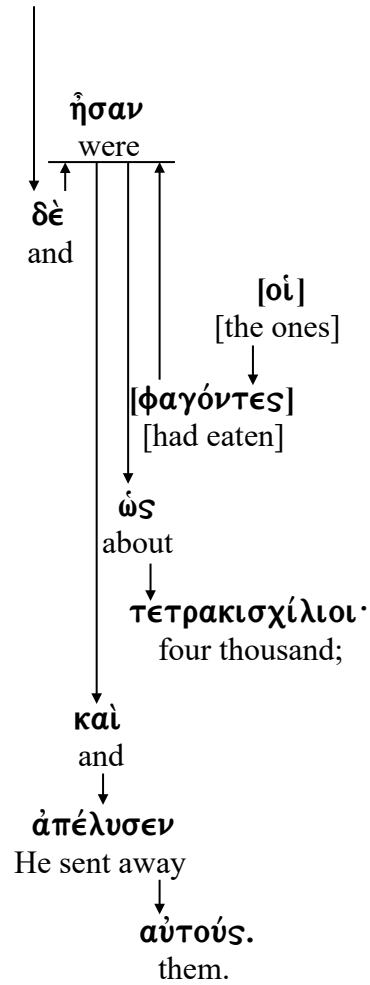 ἦσαν
were
δὲ
and
[οἱ]
[the ones]
[φαγόντες]
[had eaten]
ὡς
about
τετρακισχίλιοι·
four thousand;
καὶ
and
ἀπέλυσεν
He sent away
αὐτούς.
them.